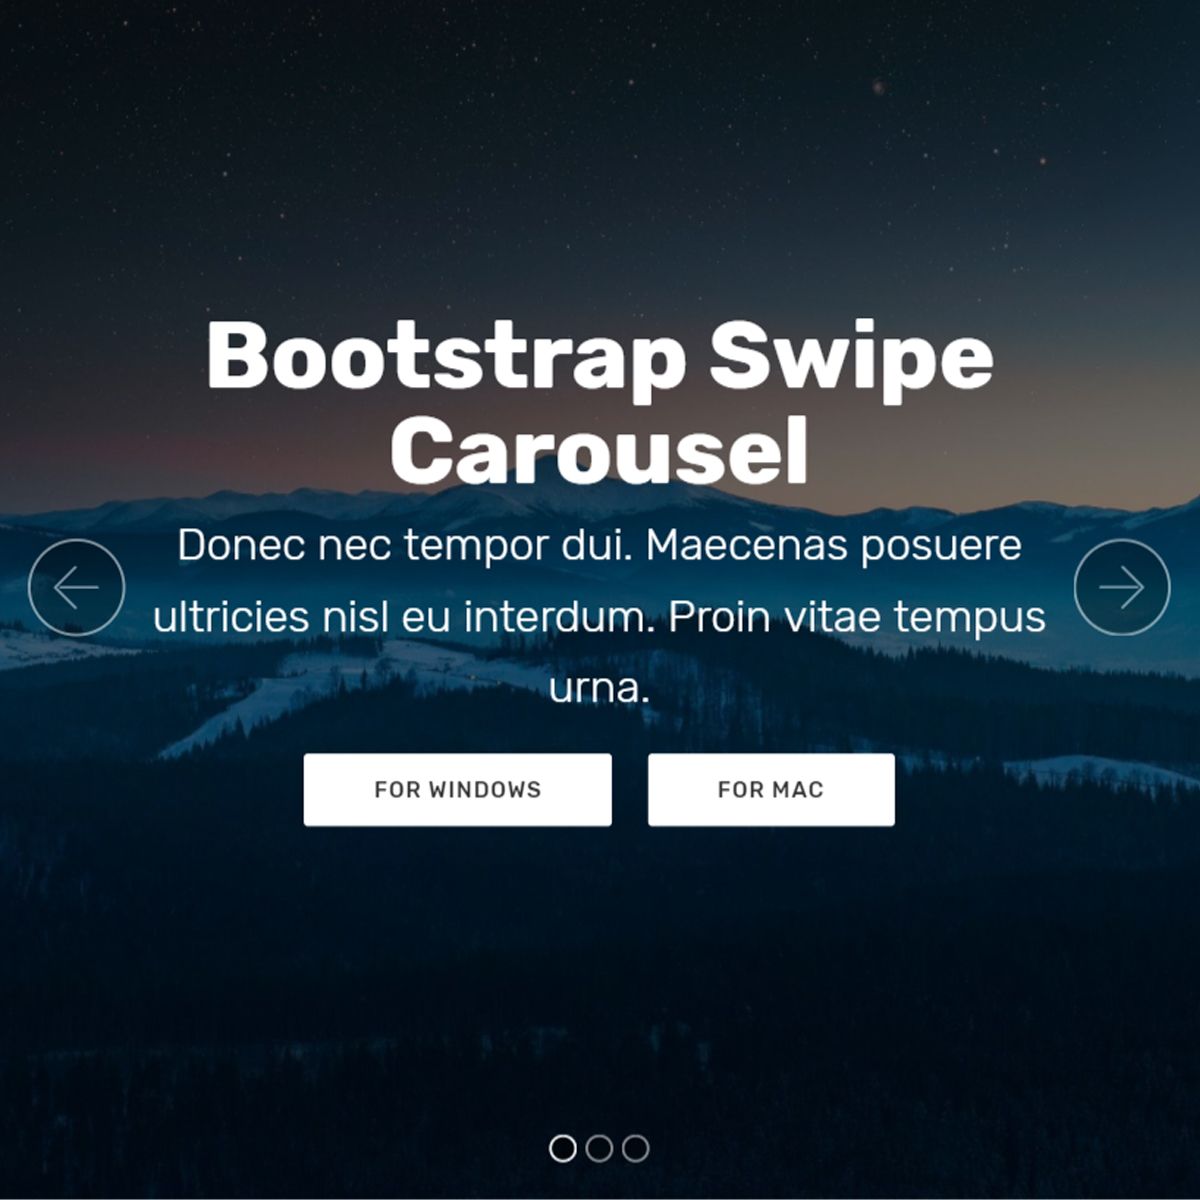 Bootstrap Swipe
Carousel
Donec nec tempor dui. Maecenas posuere
ultricies nisl eu interdum. Proin vitae tempus
urna.
FOR WINDOWS
FOR MAC